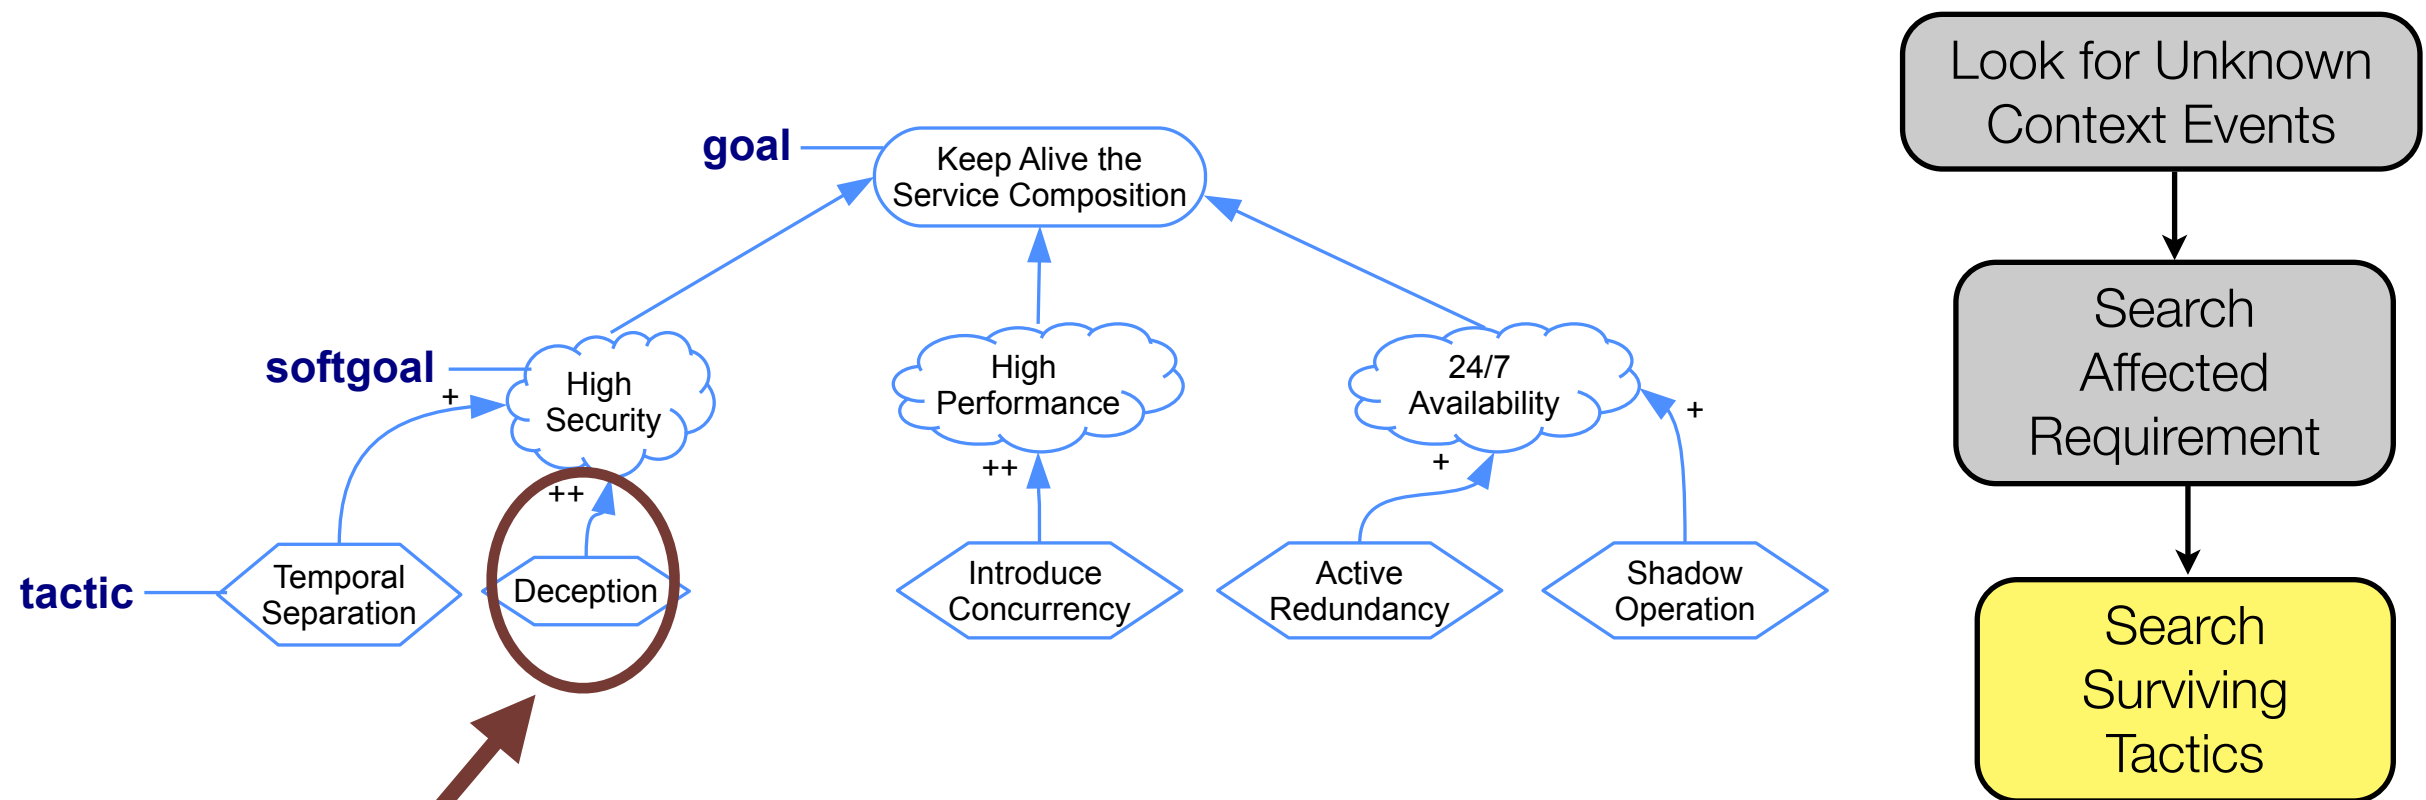 goal
Keep Alive the
Service Composition
softgoal
+
High
Security
++
High
Performance
++
24/7
Availability
+
+
tactic
Temporal
Separation
Deception
Introduce
Concurrency
Active
Redundancy
Shadow
Operation
Look for Unknown
Context Events
Search
Affected
Requirement
Search
Surviving
Tactics